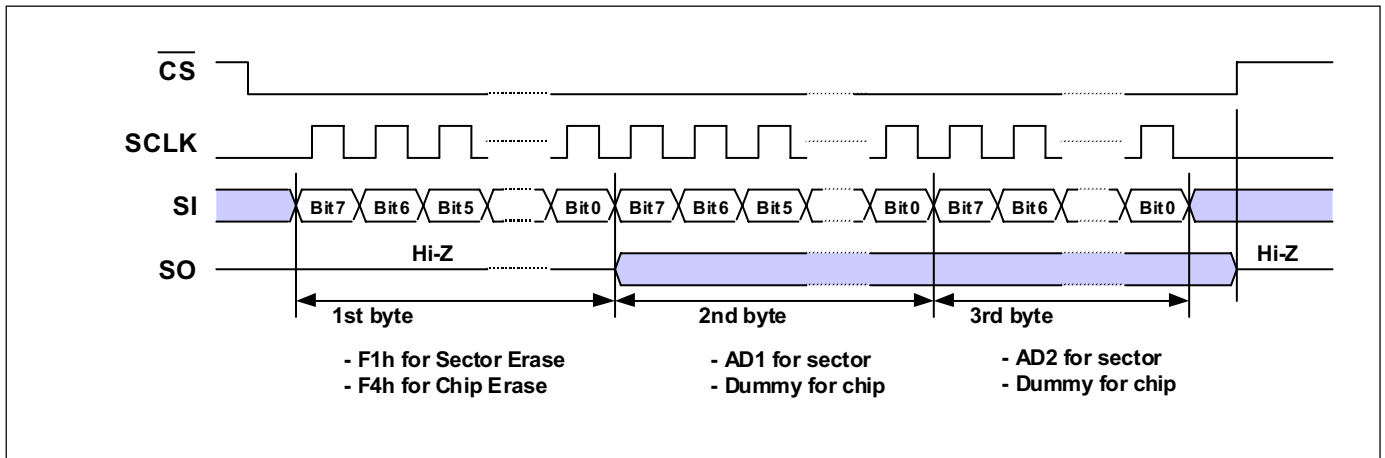 CS
SCLK
SI Bit7 Bit6 Bit5 Bit0 Bit7 Bit6 Bit5 Bit0 Bit7 Bit6 Bit0
SO Hi-Z Hi-Z
1st byte 2nd byte 3rd byte
- F1h for Sector Erase - AD1 for sector - AD2 for sector
- F4h for Chip Erase - Dummy for chip - Dummy for chip